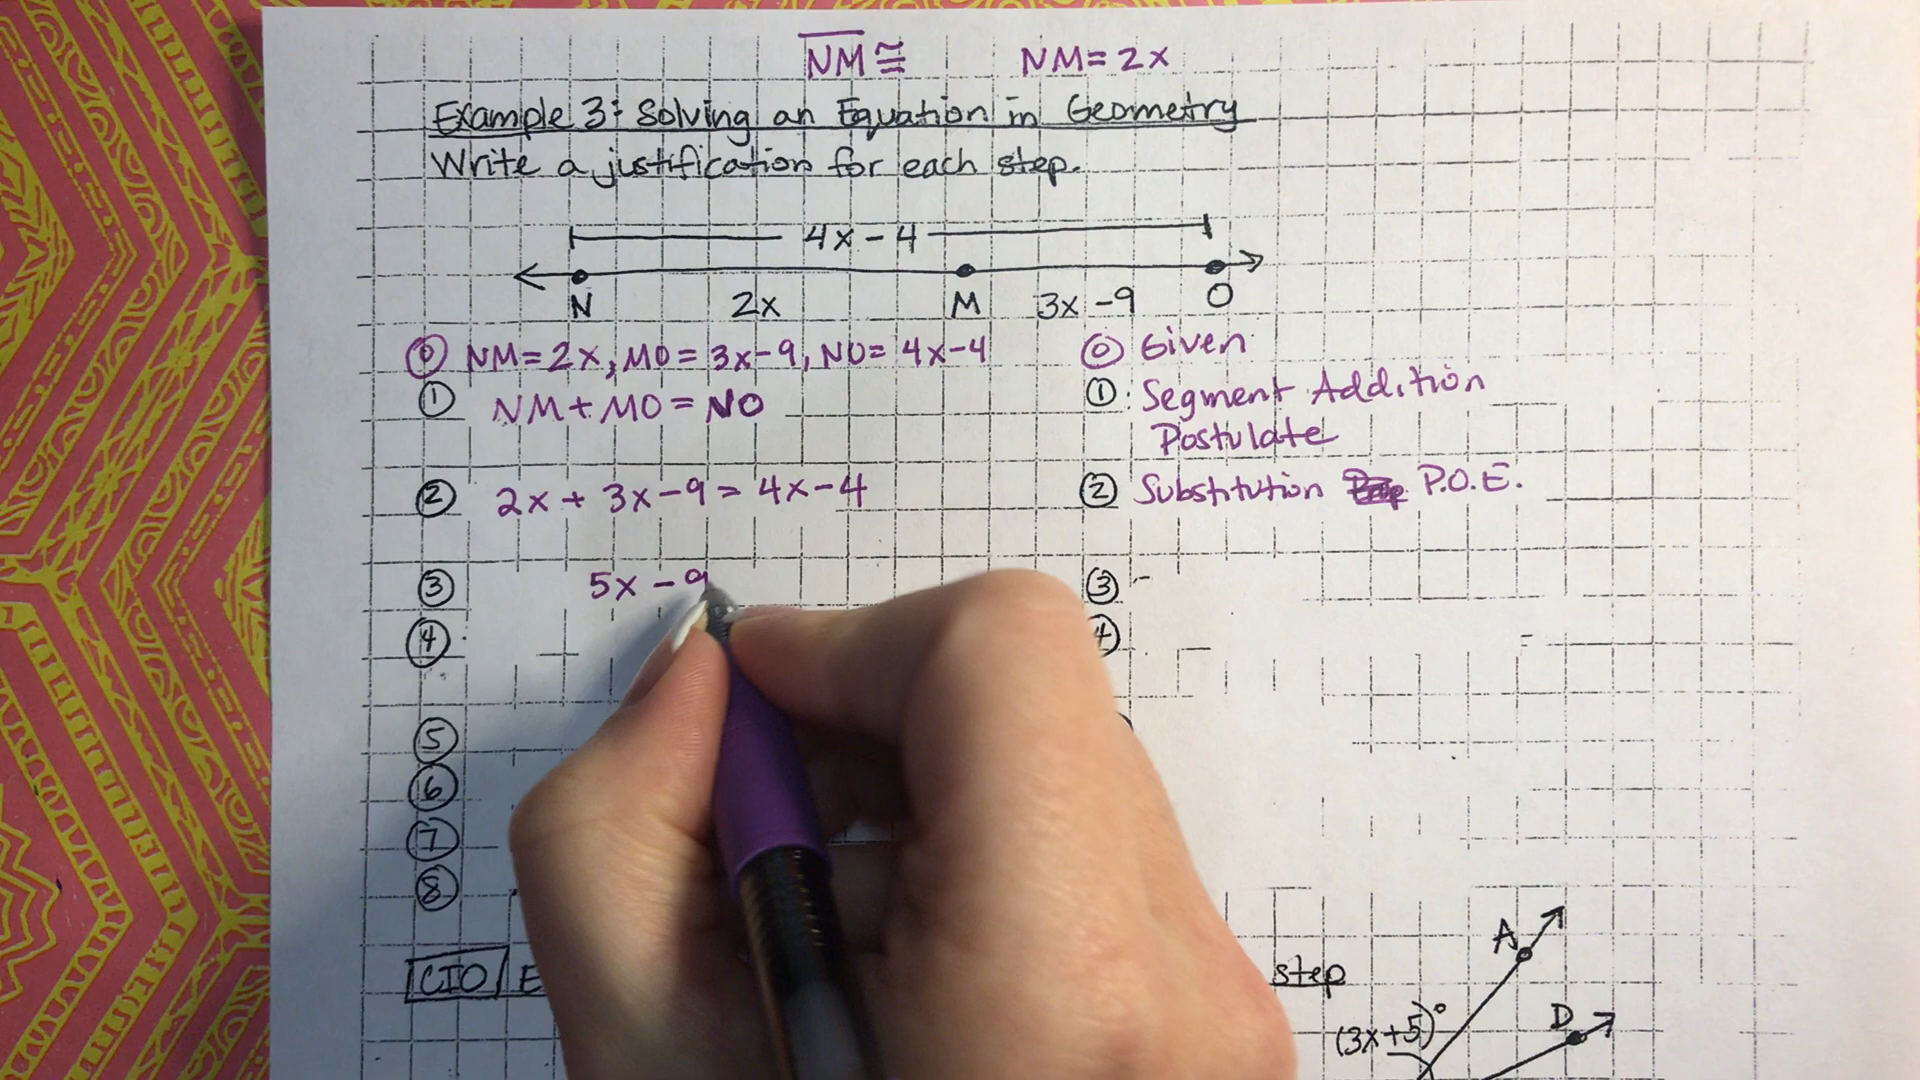 NM ≅ NM = 2x
Example 3: Solving an Equation in Geometry
Write a justification for each step.
4x - 4
N 2x M 3x - 9 O
⓪ NM = 2x, MO = 3x - 9, NO = 4x - 4 ⓪ Given
① NM + MO = NO ① Segment Addition
Postulate
② 2x + 3x - 9 = 4x - 4 ② Substitution P.O.E.
③ 5x - 9 ③
④ 4
⑤
⑥
⑦
⑧
A
CIO E step
D
(3x+5)°